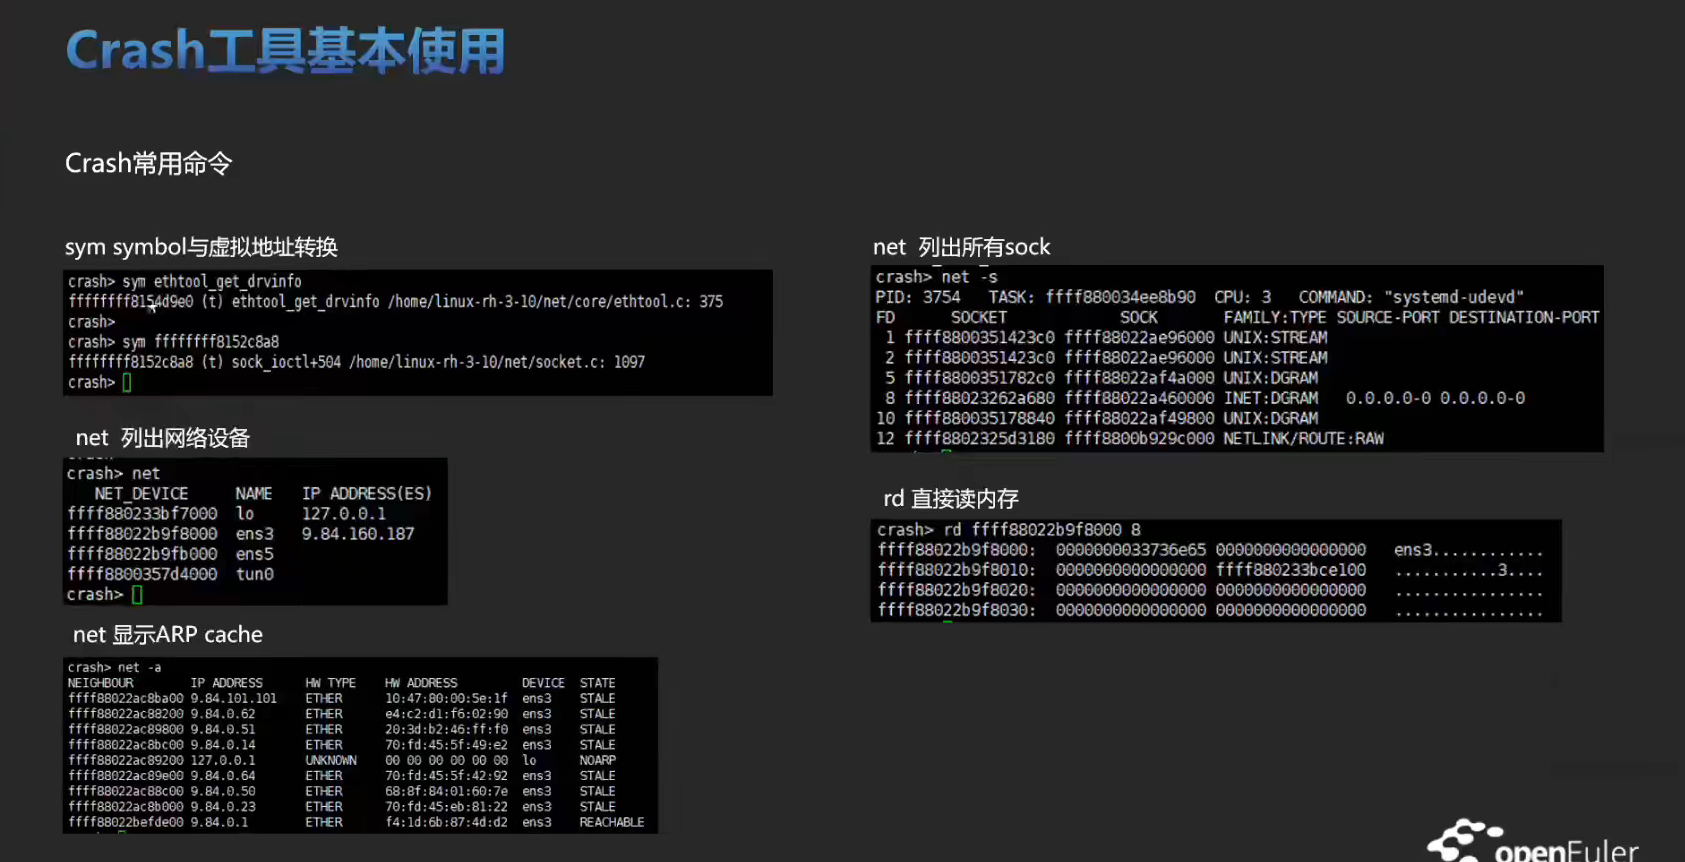 Crash工具基本使用
Crash常用命令
sym symbol与虚拟地址转换
crash> sym ethtool_get_drvinfo
ffffffff8154d9e0 (t) ethtool_get_drvinfo /home/linux-rh-3-10/net/core/ethtool.c: 375
crash>
crash> sym ffffffff8152c8a8
ffffffff8152c8a8 (t) sock_ioctl+504 /home/linux-rh-3-10/net/socket.c: 1097
crash>
net 列出网络设备
crash> net
NET_DEVICE NAME IP ADDRESS(ES)
ffff880233bf7000 lo 127.0.0.1
ffff88022b9f8000 ens3 9.84.160.187
ffff88022b9fb000 ens5
ffff8800357d4000 tun0
crash>
net 显示ARP cache
crash> net -a
NEIGHBOUR IP ADDRESS HW TYPE HW ADDRESS DEVICE STATE
ffff88022ac8ba00 9.84.101.101 ETHER 10:47:80:00:5e:1f ens3 STALE
ffff88022ac88200 9.84.0.62 ETHER e4:c2:d1:f6:02:90 ens3 STALE
ffff88022ac89800 9.84.0.51 ETHER 20:3d:b2:46:ff:f0 ens3 STALE
ffff88022ac8bc00 9.84.0.14 ETHER 70:fd:45:5f:49:e2 ens3 STALE
ffff88022ac89200 127.0.0.1 UNKNOWN 00 00 00 00 00 00 lo NOARP
ffff88022ac89e00 9.84.0.64 ETHER 70:fd:45:5f:42:92 ens3 STALE
ffff88022ac88c00 9.84.0.50 ETHER 68:8f:84:01:60:7e ens3 STALE
ffff88022ac8b000 9.84.0.23 ETHER 70:fd:45:eb:81:22 ens3 STALE
ffff88022befde00 9.84.0.1 ETHER f4:1d:6b:87:4d:d2 ens3 REACHABLE
net 列出所有sock
crash> net -s
PID: 3754 TASK: ffff880034ee8b90 CPU: 3 COMMAND: "systemd-udevd"
FD SOCKET SOCK FAMILY:TYPE SOURCE-PORT DESTINATION-PORT
1 ffff8800351423c0 ffff88022ae96000 UNIX:STREAM
2 ffff8800351423c0 ffff88022ae96000 UNIX:STREAM
5 ffff8800351782c0 ffff88022af4a000 UNIX:DGRAM
8 ffff88023262a680 ffff88022a460000 INET:DGRAM 0.0.0.0-0 0.0.0.0-0
10 ffff880035178840 ffff88022af49800 UNIX:DGRAM
12 ffff8802325d3180 ffff8800b929c000 NETLINK/ROUTE:RAW
rd 直接读内存
crash> rd ffff88022b9f8000 8
ffff88022b9f8000: 0000000033736e65 0000000000000000 ens3............
ffff88022b9f8010: 0000000000000000 ffff880233bce100 ...........3....
ffff88022b9f8020: 0000000000000000 0000000000000000 ................
ffff88022b9f8030: 0000000000000000 0000000000000000 ................
openEuler